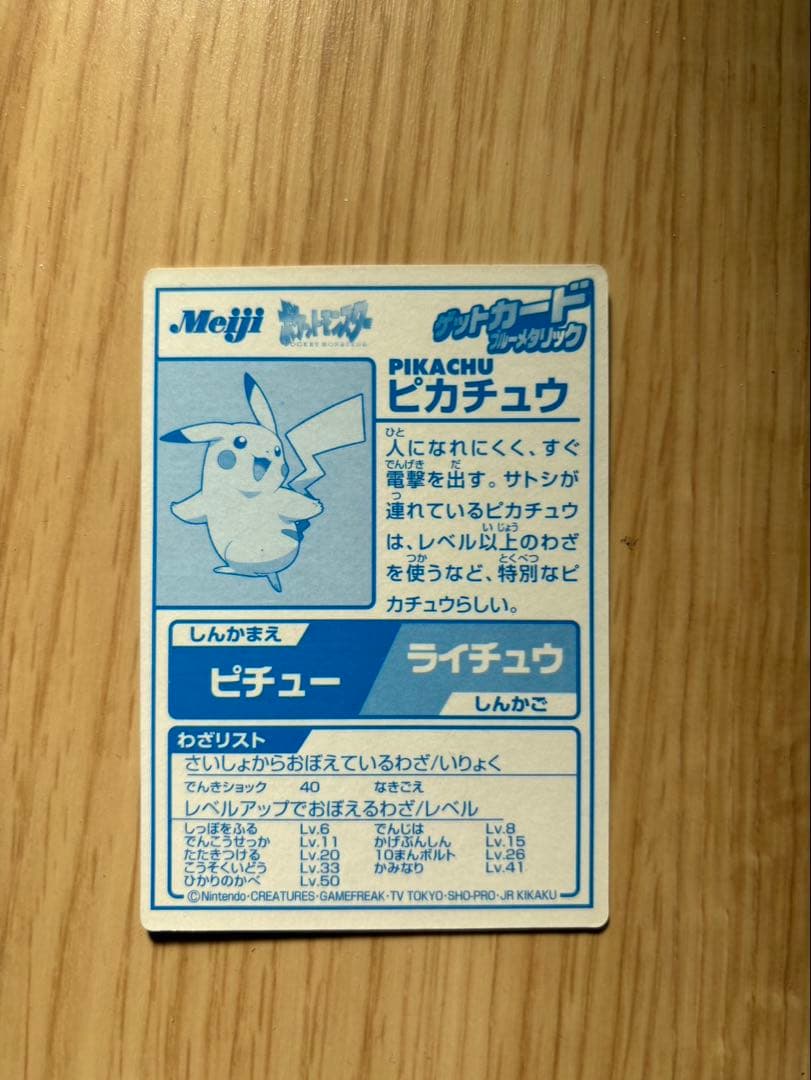 Meiji ポケットモンスター ゲットカード
POCKET MONSTERS ブルーメタリック
PIKACHU
ピカチュウ
人になれにくく、すぐ
電撃を出す。サトシが
連れているピカチュウ
は、レベル以上のわざ
を使うなど、特別なピ
カチュウらしい。
ひと
でんげき だ
つ
いじょう
つか とくべつ
しんかまえ
ピチュー
ライチュウ
しんかご
わざリスト
さいしょからおぼえているわざ/いりょく
でんきショック 40 なきごえ
レベルアップでおぼえるわざ/レベル
しっぽをふる Lv.6 でんじは Lv.8
でんこうせっか Lv.11 かげぶんしん Lv.15
たたきつける Lv.20 10まんボルト Lv.26
こうそくいどう Lv.33 かみなり Lv.41
ひかりのかべ Lv.50
©Nintendo・CREATURES・GAMEFREAK・TV TOKYO・SHO-PRO・JR KIKAKU